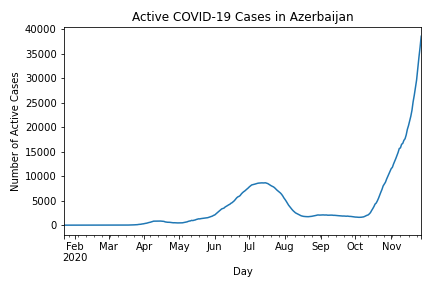 Active COVID-19 Cases in Azerbaijan
40000
35000
30000
25000
20000
15000
10000
5000
0
Number of Active Cases
Feb Mar Apr May Jun Jul Aug Sep Oct Nov
2020
Day